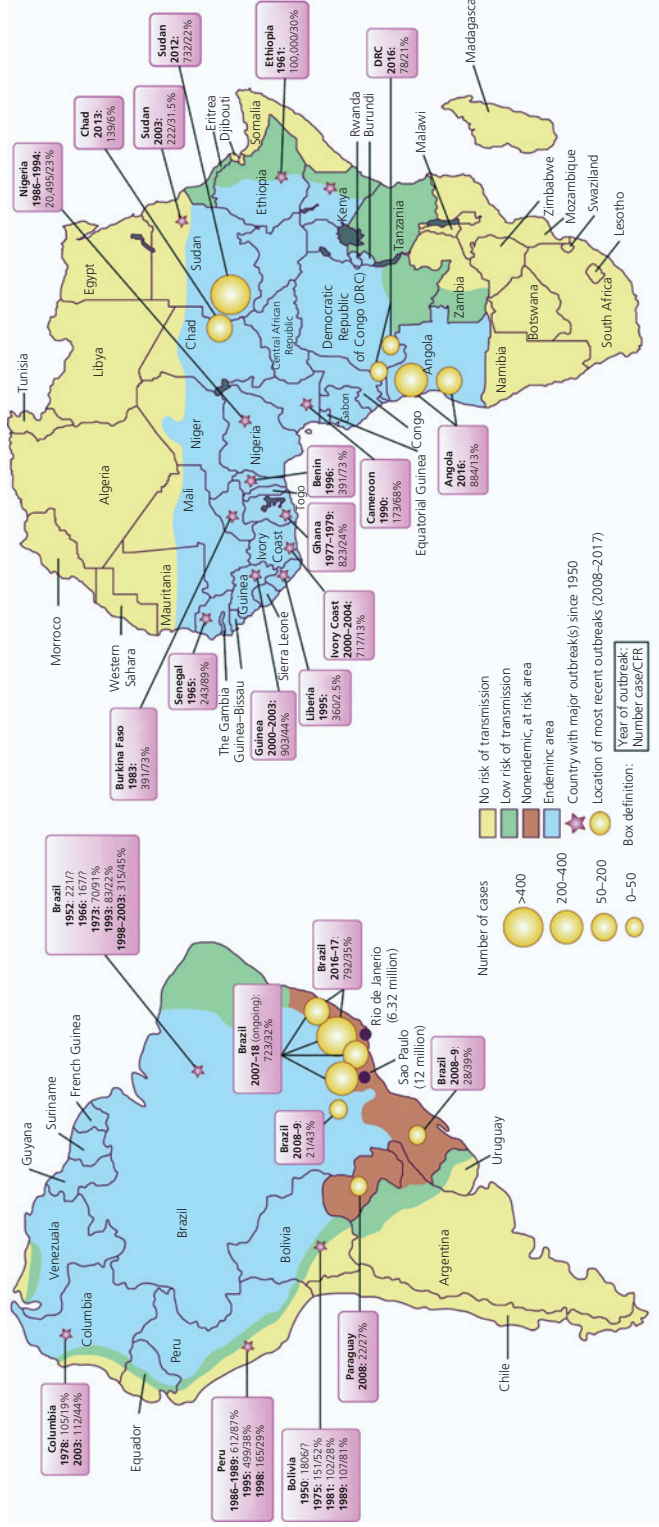 Brazil
1952: 221/?
1966: 167/?
1973: 70/91%
1993: 83/22%
1998–2003: 315/45%
Columbia
1978: 105/19%
2003: 112/44%
Equador
Peru
1986–1989: 612/87%
1995: 499/38%
1998: 165/29%
Bolivia
1950: 1806/?
1975: 151/52%
1981: 102/28%
1989: 107/81%
Paraguay
2008: 22/27%
Chile
Guyana
Suriname
French Guinea
Venezuala
Columbia
Peru
Brazil
Bolivia
Argentina
Uruguay
Brazil
2007–18 (ongoing):
723/32%
Brazil
2016–17:
792/35%
Brazil
2008–9:
21/43%
Rio de Janerio
(6.32 million)
Sao Paulo
(12 million)
Brazil
2008–9:
28/39%
Nigeria
1986–1994:
20,495/23%
Chad
2013:
139/6%
Sudan
2003:
222/31.5%
Sudan
2012:
732/22%
Ethiopia
1961:
100,000/30%
DRC
2016:
78/21%
Morroco
Western
Sahara
Tunisia
Algeria
Libya
Egypt
Mauritania
Mali
Niger
Chad
Sudan
Eritrea
Djibouti
Somalia
Ethiopia
Kenya
Rwanda
Burundi
Tanzania
Malawi
Madagascar
Nigeria
Central African
Republic
Democratic
Republic
of Congo (DRC)
Gabon
Congo
Equatorial Guinea
Angola
Zambia
Namibia
Botswana
South Africa
Zimbabwe
Mozambique
Swaziland
Lesotho
Burkina Faso
1983:
391/73%
Senegal
1965:
243/89%
The Gambia
Guinea–Bissau
Guinea
Sierra Leone
Ivory
Coast
Togo
Guinea
2000–2003:
903/44%
Liberia
1995:
360/2.5%
Ivory Coast
2000–2004:
717/13%
Ghana
1977–1979:
823/24%
Benin
1996:
391/73%
Cameroon
1990:
173/68%
Angola
2016:
884/13%
Number of cases
>400
200–400
50–200
0–50
No risk of transmission
Low risk of transmission
Nonendemic, at risk area
Endeminc area
Country with major outbreak(s) since 1950
Location of most recent outbreaks (2008–2017)
Box definition:
Year of outbreak:
Number case/CFR